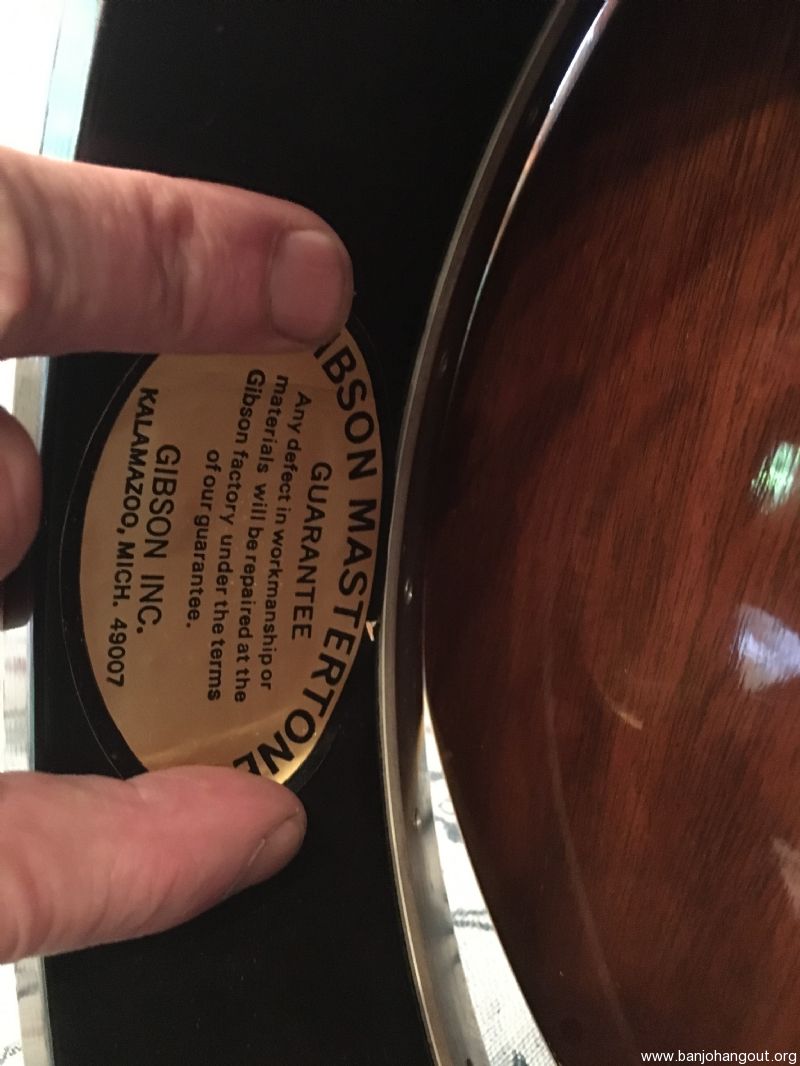 IBSON MASTERTONE
GUARANTEE
Any defect in workmanship or
materials will be repaired at the
Gibson factory under the terms
of our guarantee.
GIBSON INC.
KALAMAZOO, MICH. 49007
www.banjohangout.org